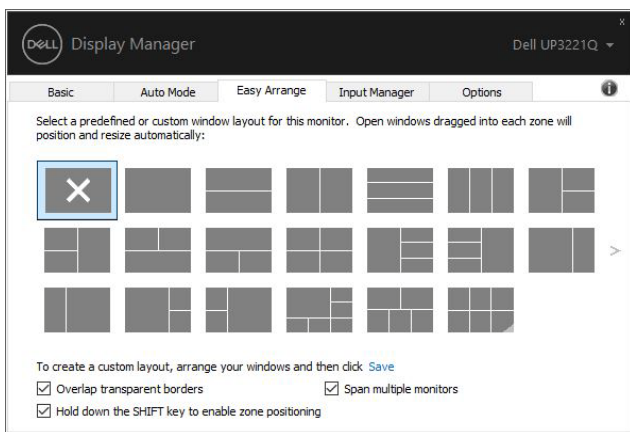 x
DELL Display Manager Dell UP3221Q
Basic Auto Mode Easy Arrange Input Manager Options i
Select a predefined or custom window layout for this monitor. Open windows dragged into each zone will
position and resize automatically:
>
To create a custom layout, arrange your windows and then click Save
Overlap transparent borders Span multiple monitors
Hold down the SHIFT key to enable zone positioning